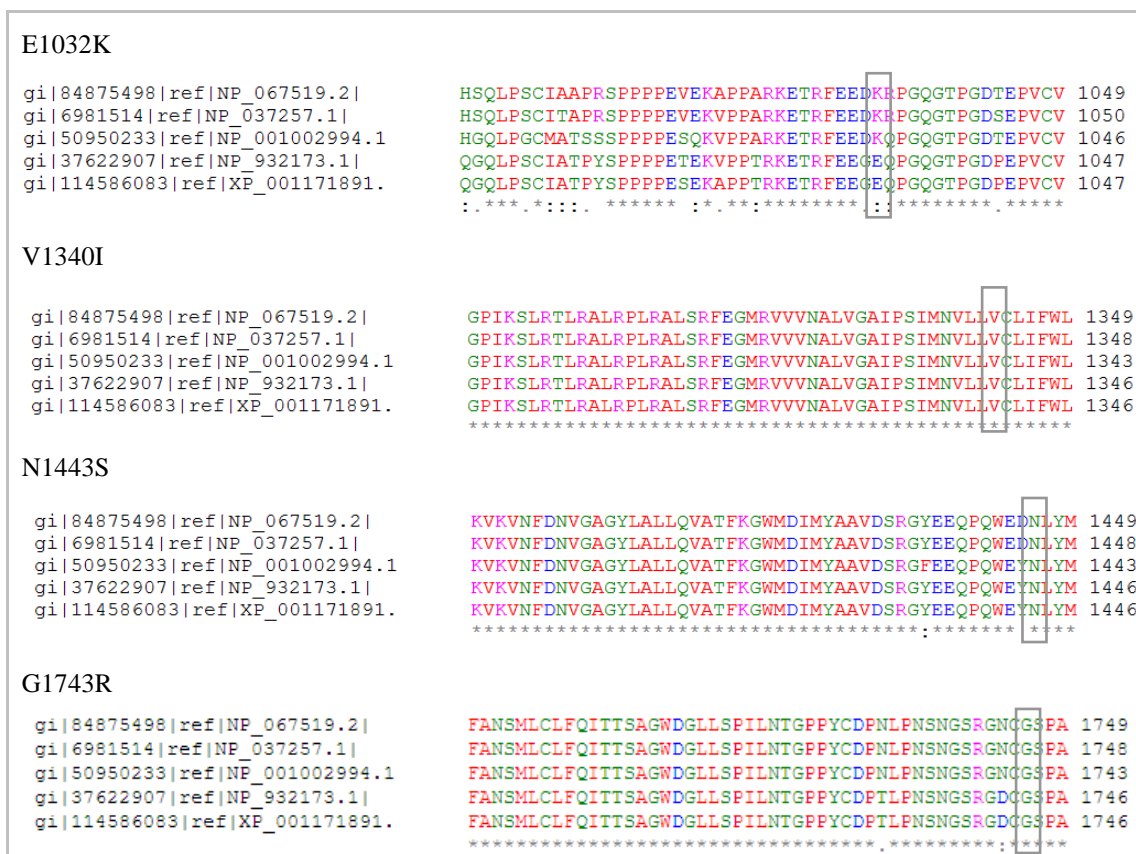 E1032K
gi|84875498|ref|NP_067519.2| HSQLPSCIAAPRSPPPPEVEKAPPARKETRFEEDKRPGQGTPGDTEPVCV 1049
gi|6981514|ref|NP_037257.1| HSQLPSCITAPRSPPPPEVEKVPPARKETRFEEDKRPGQGTPGDSEPVCV 1050
gi|50950233|ref|NP_001002994.1 HGQLPGCMATSSSPPPPESQKVPPARKETRFEEDKQPGQGTPGDTEPVCV 1046
gi|37622907|ref|NP_932173.1| QGQLPSCIATPYSPPPPETEKVPPTRKETRFEEGEQPGQGTPGDPEPVCV 1047
gi|114586083|ref|XP_001171891. QGQLPSCIATPYSPPPPESEKAPPTRKETRFEEGEQPGQGTPGDPEPVCV 1047
:.***.*:::. ****** :*.**:********.::********.*****
V1340I
gi|84875498|ref|NP_067519.2| GPIKSLRTLRALRPLRALSRFEGMRVVVNALVGAIPSIMNVLLVCLIFWL 1349
gi|6981514|ref|NP_037257.1| GPIKSLRTLRALRPLRALSRFEGMRVVVNALVGAIPSIMNVLLVCLIFWL 1348
gi|50950233|ref|NP_001002994.1 GPIKSLRTLRALRPLRALSRFEGMRVVVNALVGAIPSIMNVLLVCLIFWL 1343
gi|37622907|ref|NP_932173.1| GPIKSLRTLRALRPLRALSRFEGMRVVVNALVGAIPSIMNVLLVCLIFWL 1346
gi|114586083|ref|XP_001171891. GPIKSLRTLRALRPLRALSRFEGMRVVVNALVGAIPSIMNVLLVCLIFWL 1346
**************************************************
N1443S
gi|84875498|ref|NP_067519.2| KVKVNFDNVGAGYLALLQVATFKGWMDIMYAAVDSRGYEEQPQWEDNLYM 1449
gi|6981514|ref|NP_037257.1| KVKVNFDNVGAGYLALLQVATFKGWMDIMYAAVDSRGYEEQPQWEDNLYM 1448
gi|50950233|ref|NP_001002994.1 KVKVNFDNVGAGYLALLQVATFKGWMDIMYAAVDSRGFEEQPQWEYNLYM 1443
gi|37622907|ref|NP_932173.1| KVKVNFDNVGAGYLALLQVATFKGWMDIMYAAVDSRGYEEQPQWEYNLYM 1446
gi|114586083|ref|XP_001171891. KVKVNFDNVGAGYLALLQVATFKGWMDIMYAAVDSRGYEEQPQWEYNLYM 1446
*************************************:******* ****
G1743R
gi|84875498|ref|NP_067519.2| FANSMLCLFQITTSAGWDGLLSPILNTGPPYCDPNLPNSNGSRGNCGSPA 1749
gi|6981514|ref|NP_037257.1| FANSMLCLFQITTSAGWDGLLSPILNTGPPYCDPNLPNSNGSRGNCGSPA 1748
gi|50950233|ref|NP_001002994.1 FANSMLCLFQITTSAGWDGLLSPILNTGPPYCDPNLPNSNGSRGNCGSPA 1743
gi|37622907|ref|NP_932173.1| FANSMLCLFQITTSAGWDGLLSPILNTGPPYCDPTLPNSNGSRGDCGSPA 1746
gi|114586083|ref|XP_001171891. FANSMLCLFQITTSAGWDGLLSPILNTGPPYCDPTLPNSNGSRGDCGSPA 1746
**********************************.*********:*****